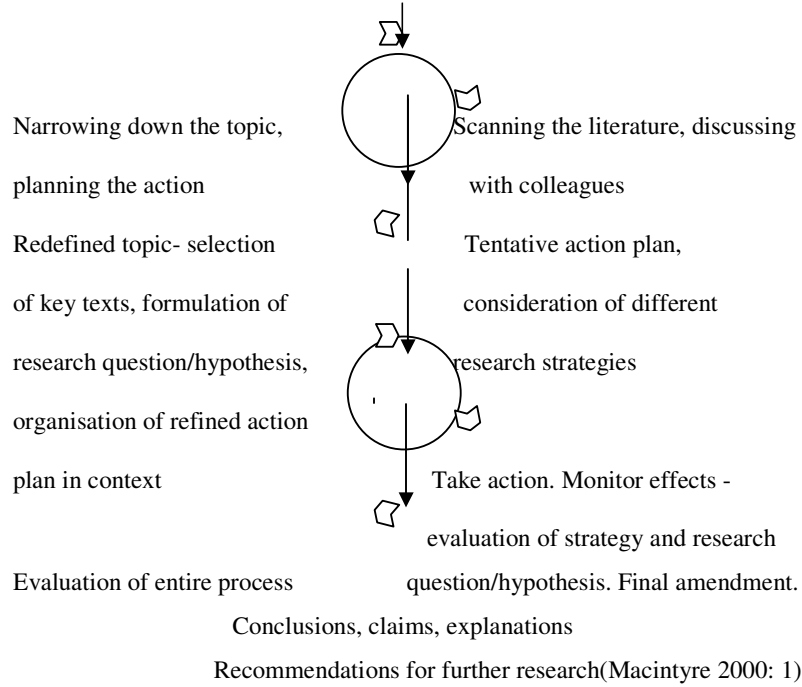 Narrowing down the topic, Scanning the literature, discussing
planning the action with colleagues
Redefined topic- selection Tentative action plan,
of key texts, formulation of consideration of different
research question/hypothesis, research strategies
organisation of refined action
plan in context Take action. Monitor effects -
evaluation of strategy and research
Evaluation of entire process question/hypothesis. Final amendment.
Conclusions, claims, explanations
Recommendations for further research(Macintyre 2000: 1)